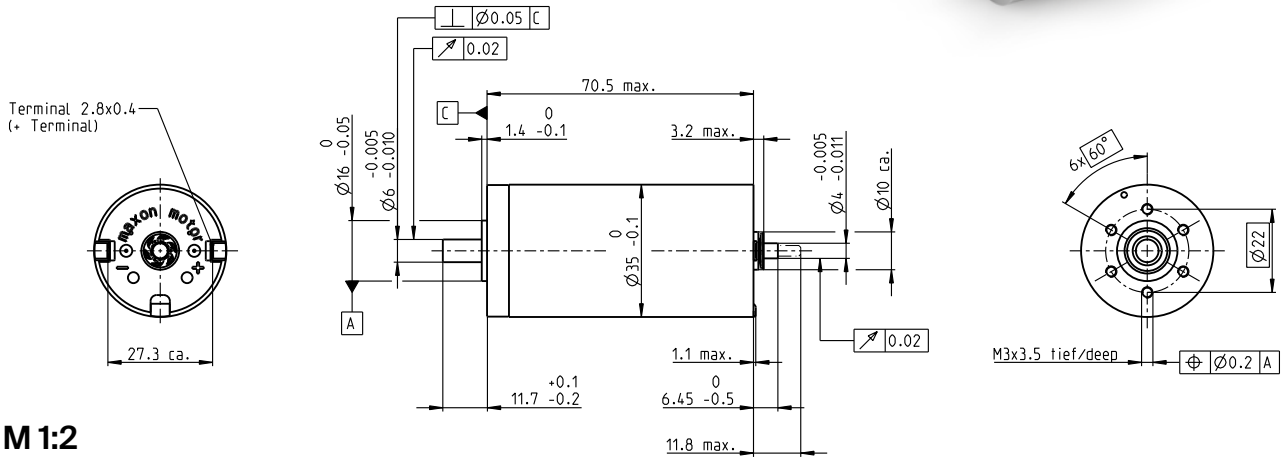 ⟂ Ø0.05 C
↗ 0.02
70.5 max.
Terminal 2.8x0.4
(+ Terminal)
C
0
1.4 -0.1
3.2 max.
0
Ø16 -0.05
-0.005
Ø6 -0.010
-0.005
Ø4 -0.011
Ø10 ca.
6x 60°
maxon motor
- +
0
Ø35 -0.1
Ø22
A
27.3 ca.
↗ 0.02
1.1 max.
M3x3.5 tief/deep
⌖ Ø0.2 A
+0.1
11.7 -0.2
0
6.45 -0.5
11.8 max.
M 1:2